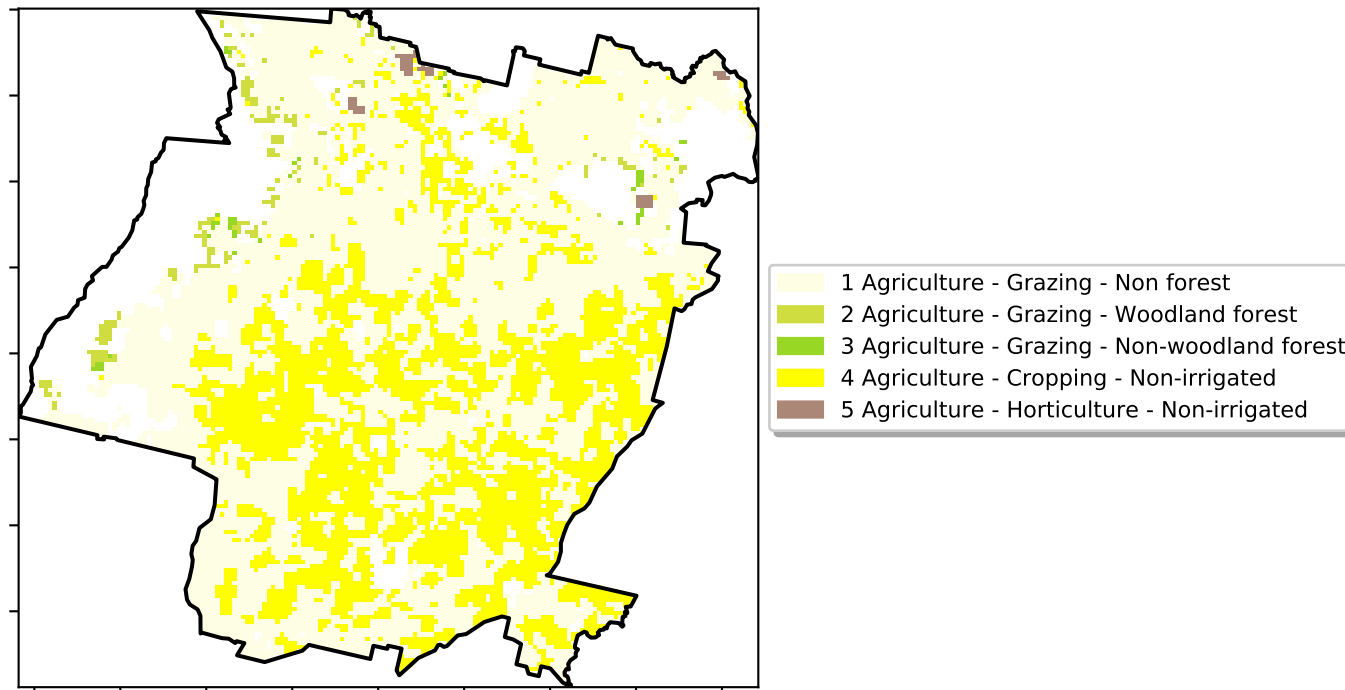 1 Agriculture - Grazing - Non forest
2 Agriculture - Grazing - Woodland forest
3 Agriculture - Grazing - Non-woodland forest
4 Agriculture - Cropping - Non-irrigated
5 Agriculture - Horticulture - Non-irrigated